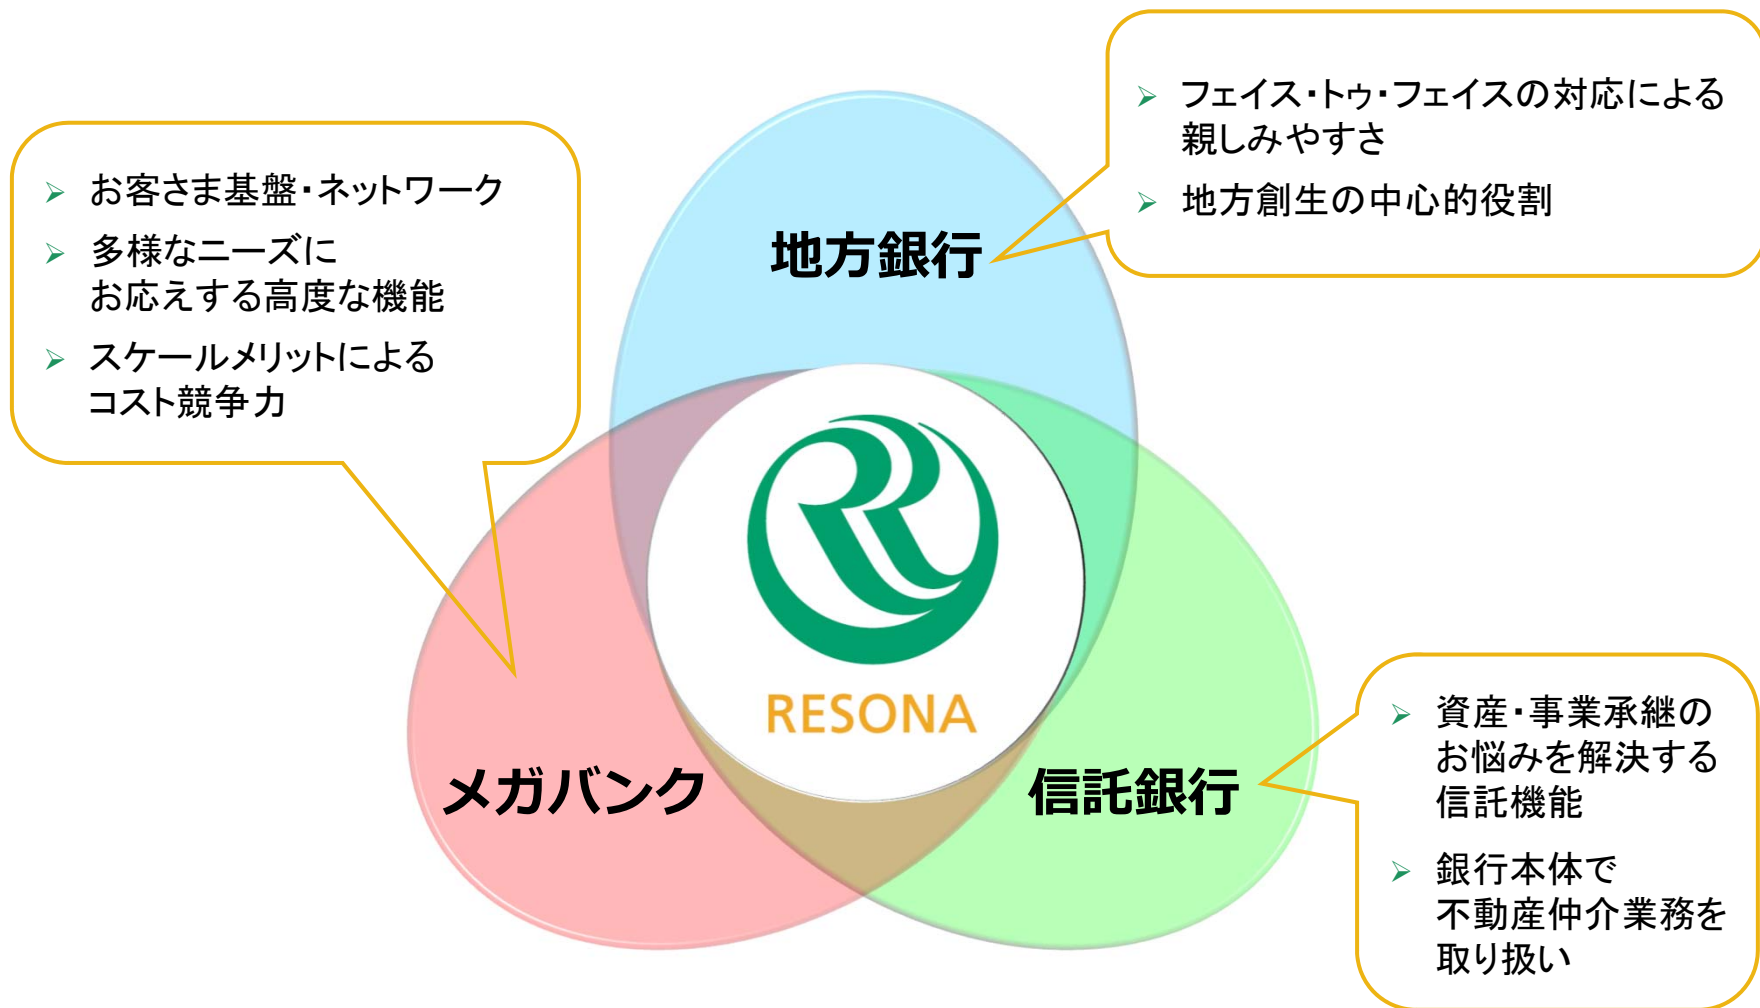 フェイス・トゥ・フェイスの対応による
親しみやすさ
地方創生の中心的役割
お客さま基盤・ネットワーク
多様なニーズに
お応えする高度な機能
スケールメリットによる
コスト競争力
地方銀行
RESONA
メガバンク
信託銀行
資産・事業承継の
お悩みを解決する
信託機能
銀行本体で
不動産仲介業務を
取り扱い